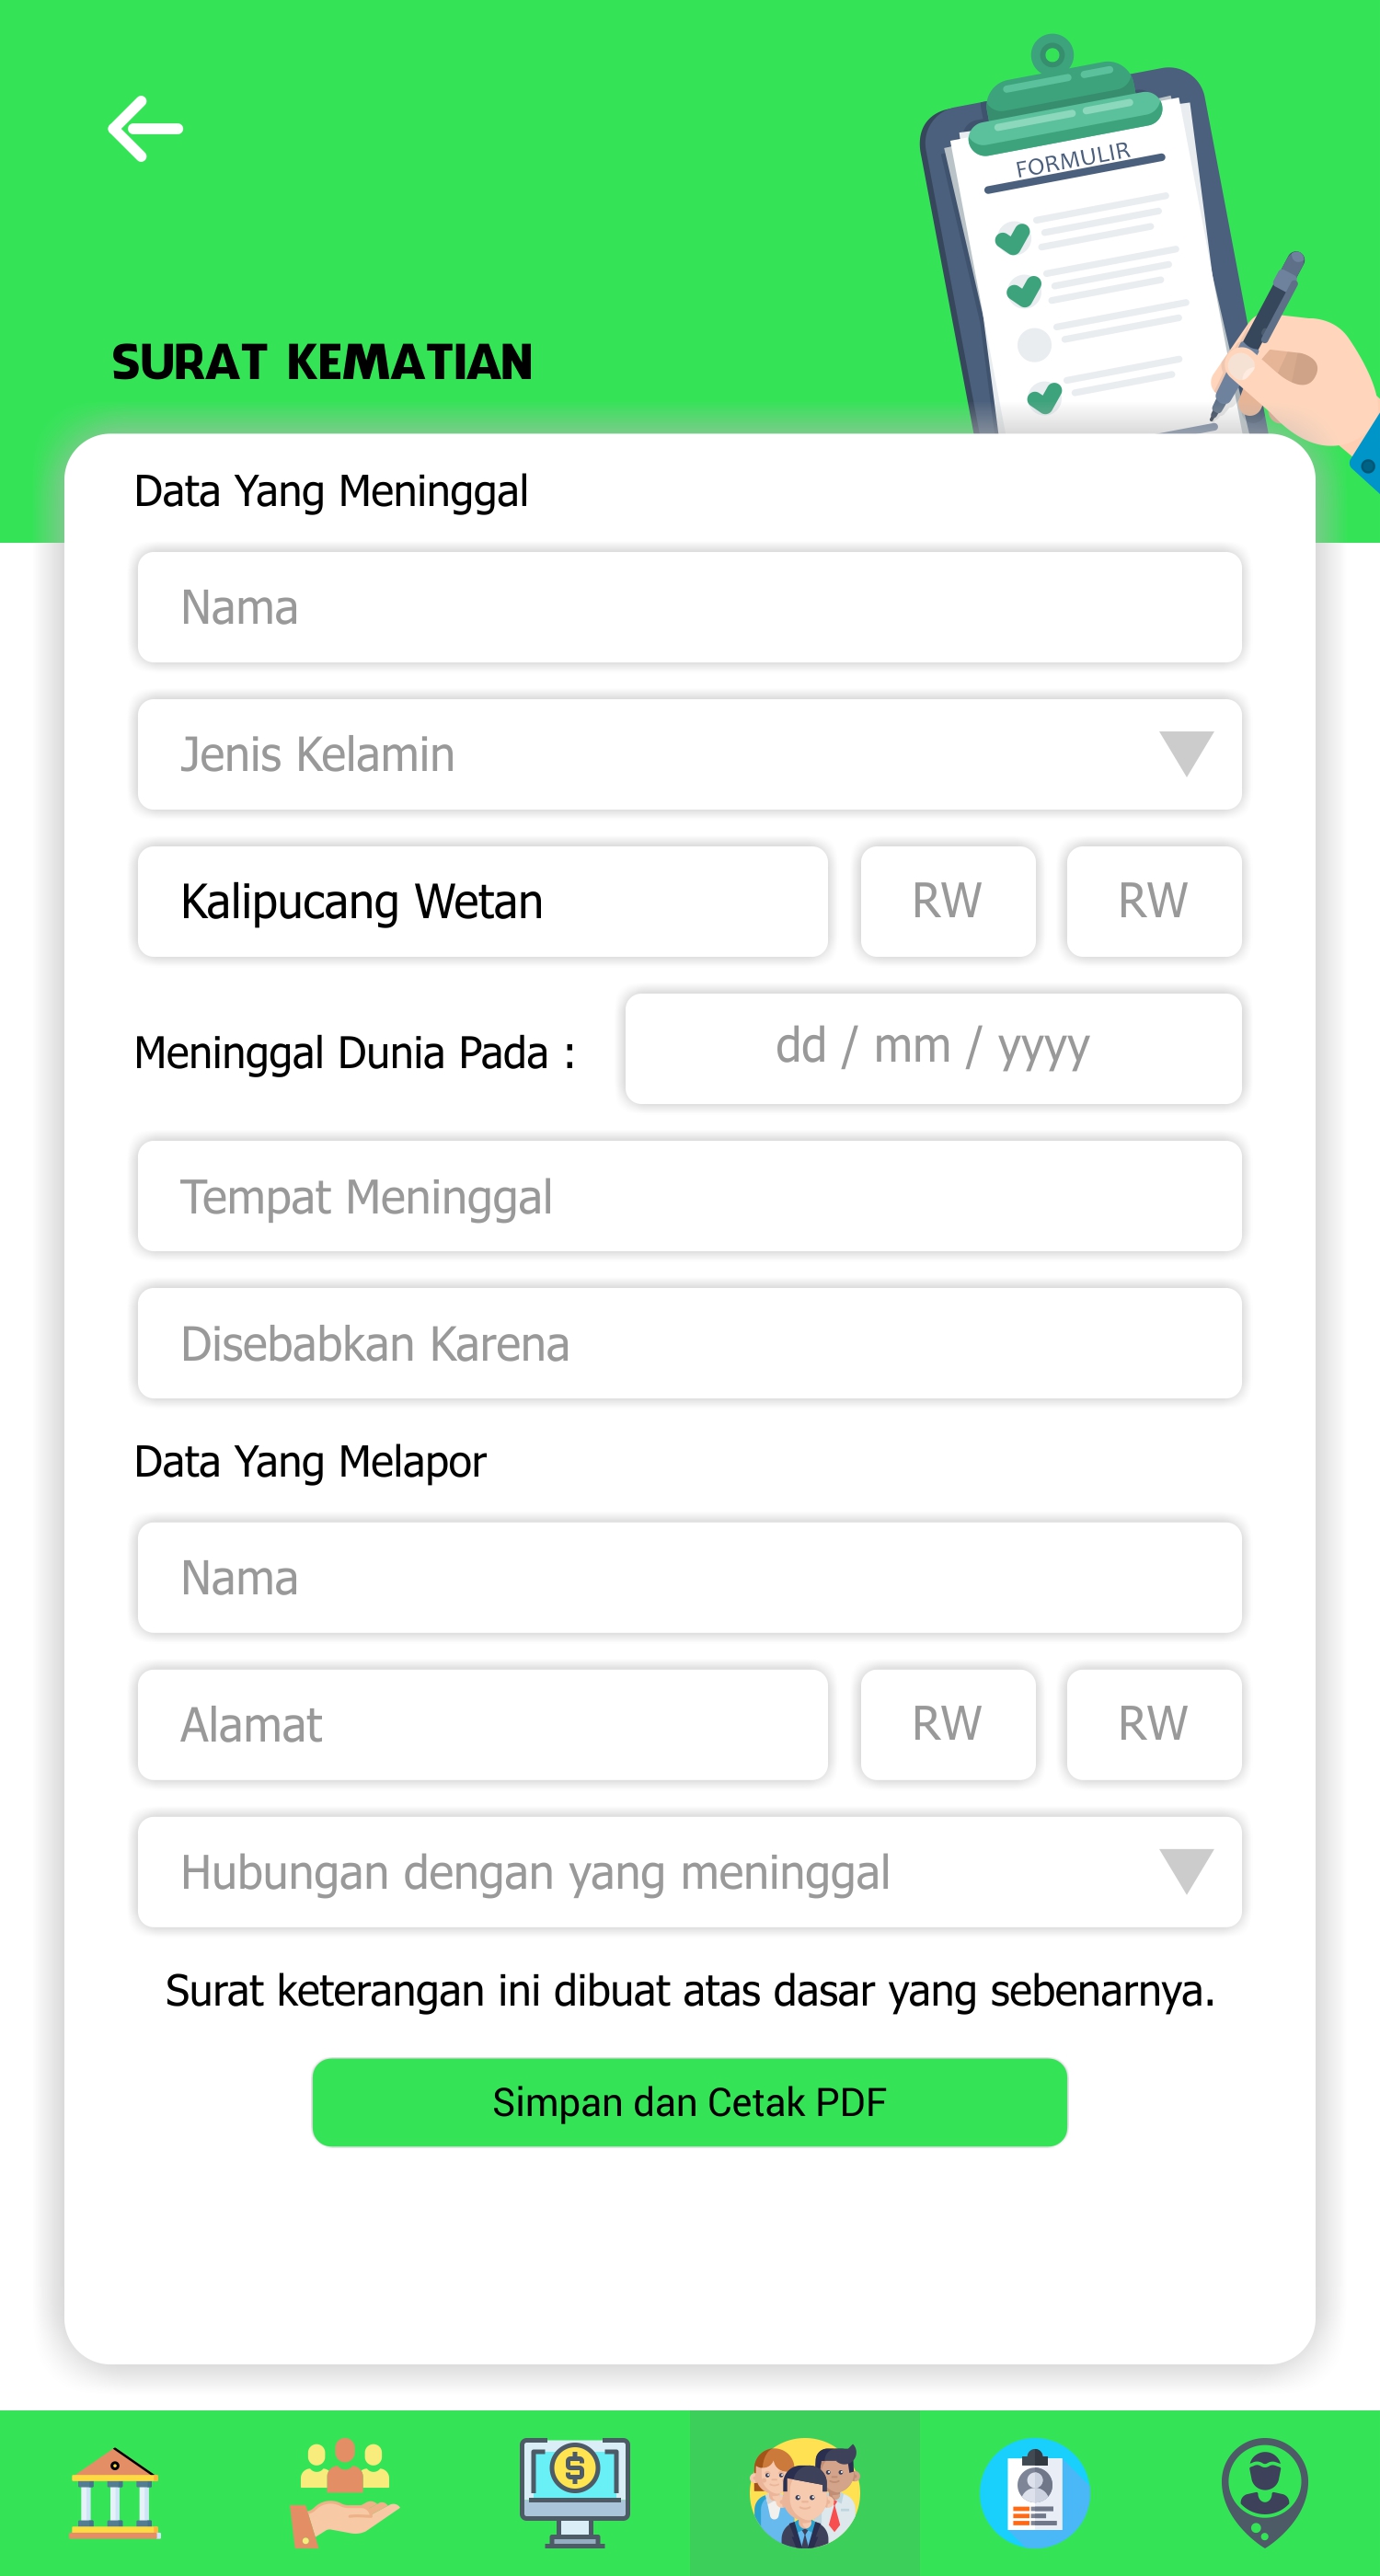 FORMULIR
SURAT KEMATIAN
Data Yang Meninggal
Nama
Jenis Kelamin
Kalipucang Wetan RW RW
Meninggal Dunia Pada : dd / mm / yyyy
Tempat Meninggal
Disebabkan Karena
Data Yang Melapor
Nama
Alamat RW RW
Hubungan dengan yang meninggal
Surat keterangan ini dibuat atas dasar yang sebenarnya.
Simpan dan Cetak PDF
$